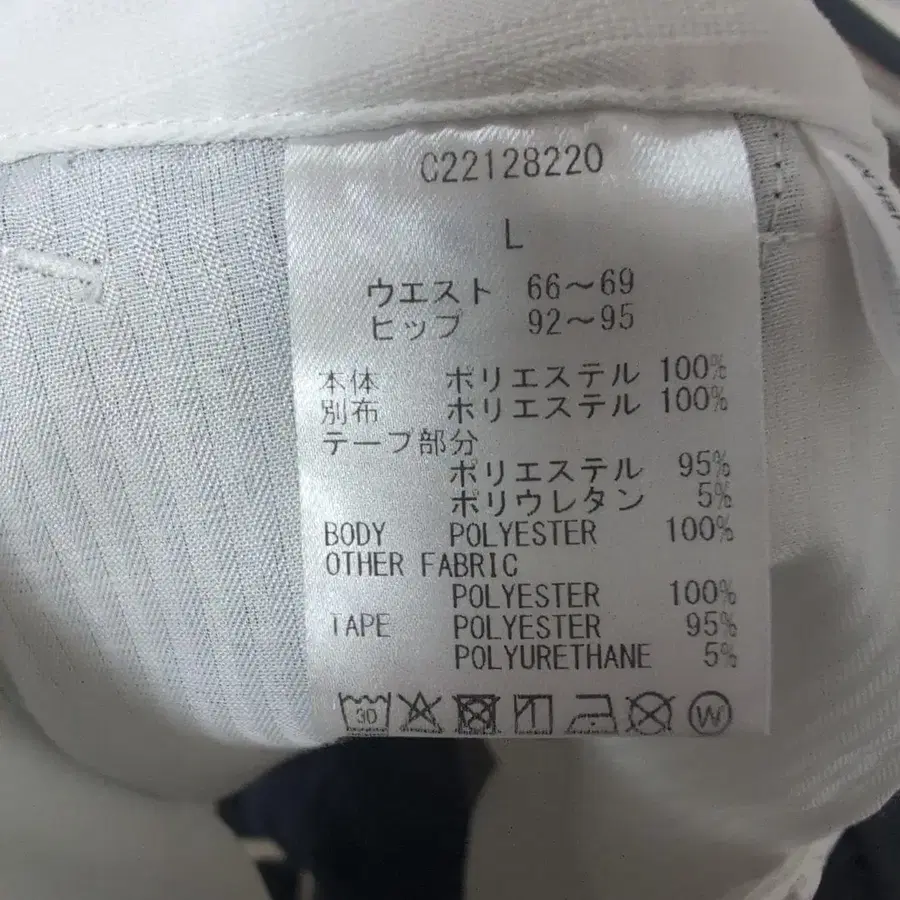 C22128220
L
ウエスト 66～69
ヒップ 92～95
本体 ポリエステル 100%
別布 ポリエステル 100%
テープ部分
ポリエステル 95%
ポリウレタン 5%
BODY POLYESTER 100%
OTHER FABRIC
POLYESTER 100%
TAPE POLYESTER 95%
POLYURETHANE 5%
30 W